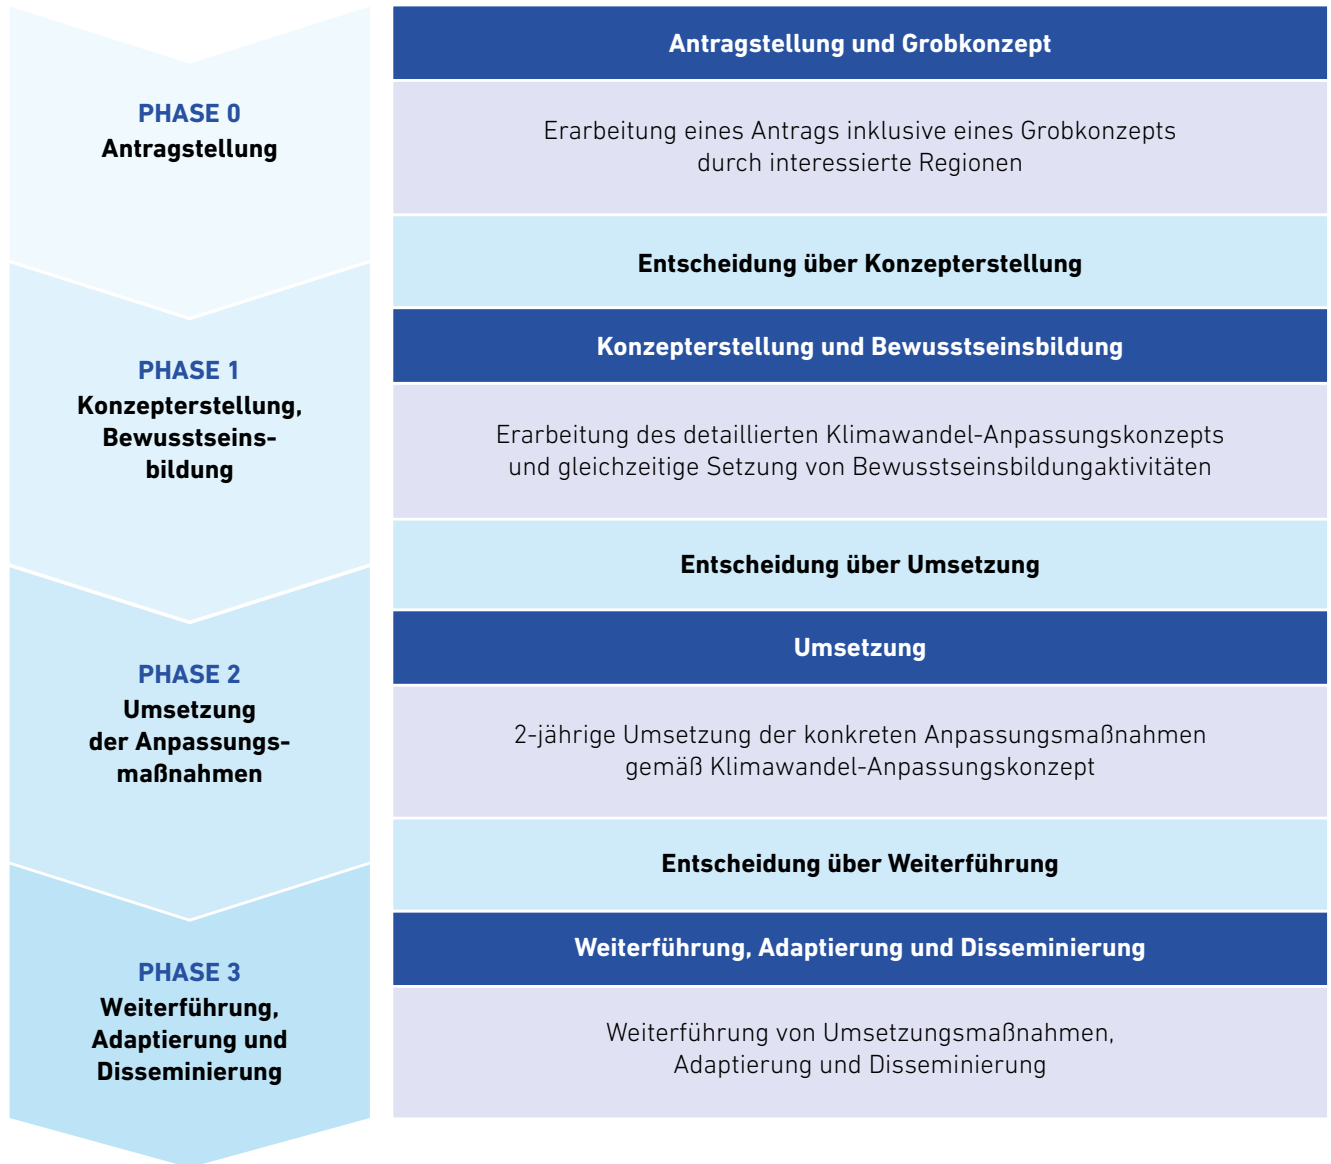 PHASE 0
Antragstellung
Antragstellung und Grobkonzept
Erarbeitung eines Antrags inklusive eines Grobkonzepts
durch interessierte Regionen
Entscheidung über Konzepterstellung
PHASE 1
Konzepterstellung,
Bewusstseins-
bildung
Konzepterstellung und Bewusstseinsbildung
Erarbeitung des detaillierten Klimawandel-Anpassungskonzepts
und gleichzeitige Setzung von Bewusstseinsbildungaktivitäten
Entscheidung über Umsetzung
PHASE 2
Umsetzung
der Anpassungs-
maßnahmen
Umsetzung
2-jährige Umsetzung der konkreten Anpassungsmaßnahmen
gemäß Klimawandel-Anpassungskonzept
Entscheidung über Weiterführung
PHASE 3
Weiterführung,
Adaptierung und
Disseminierung
Weiterführung, Adaptierung und Disseminierung
Weiterführung von Umsetzungsmaßnahmen,
Adaptierung und Disseminierung